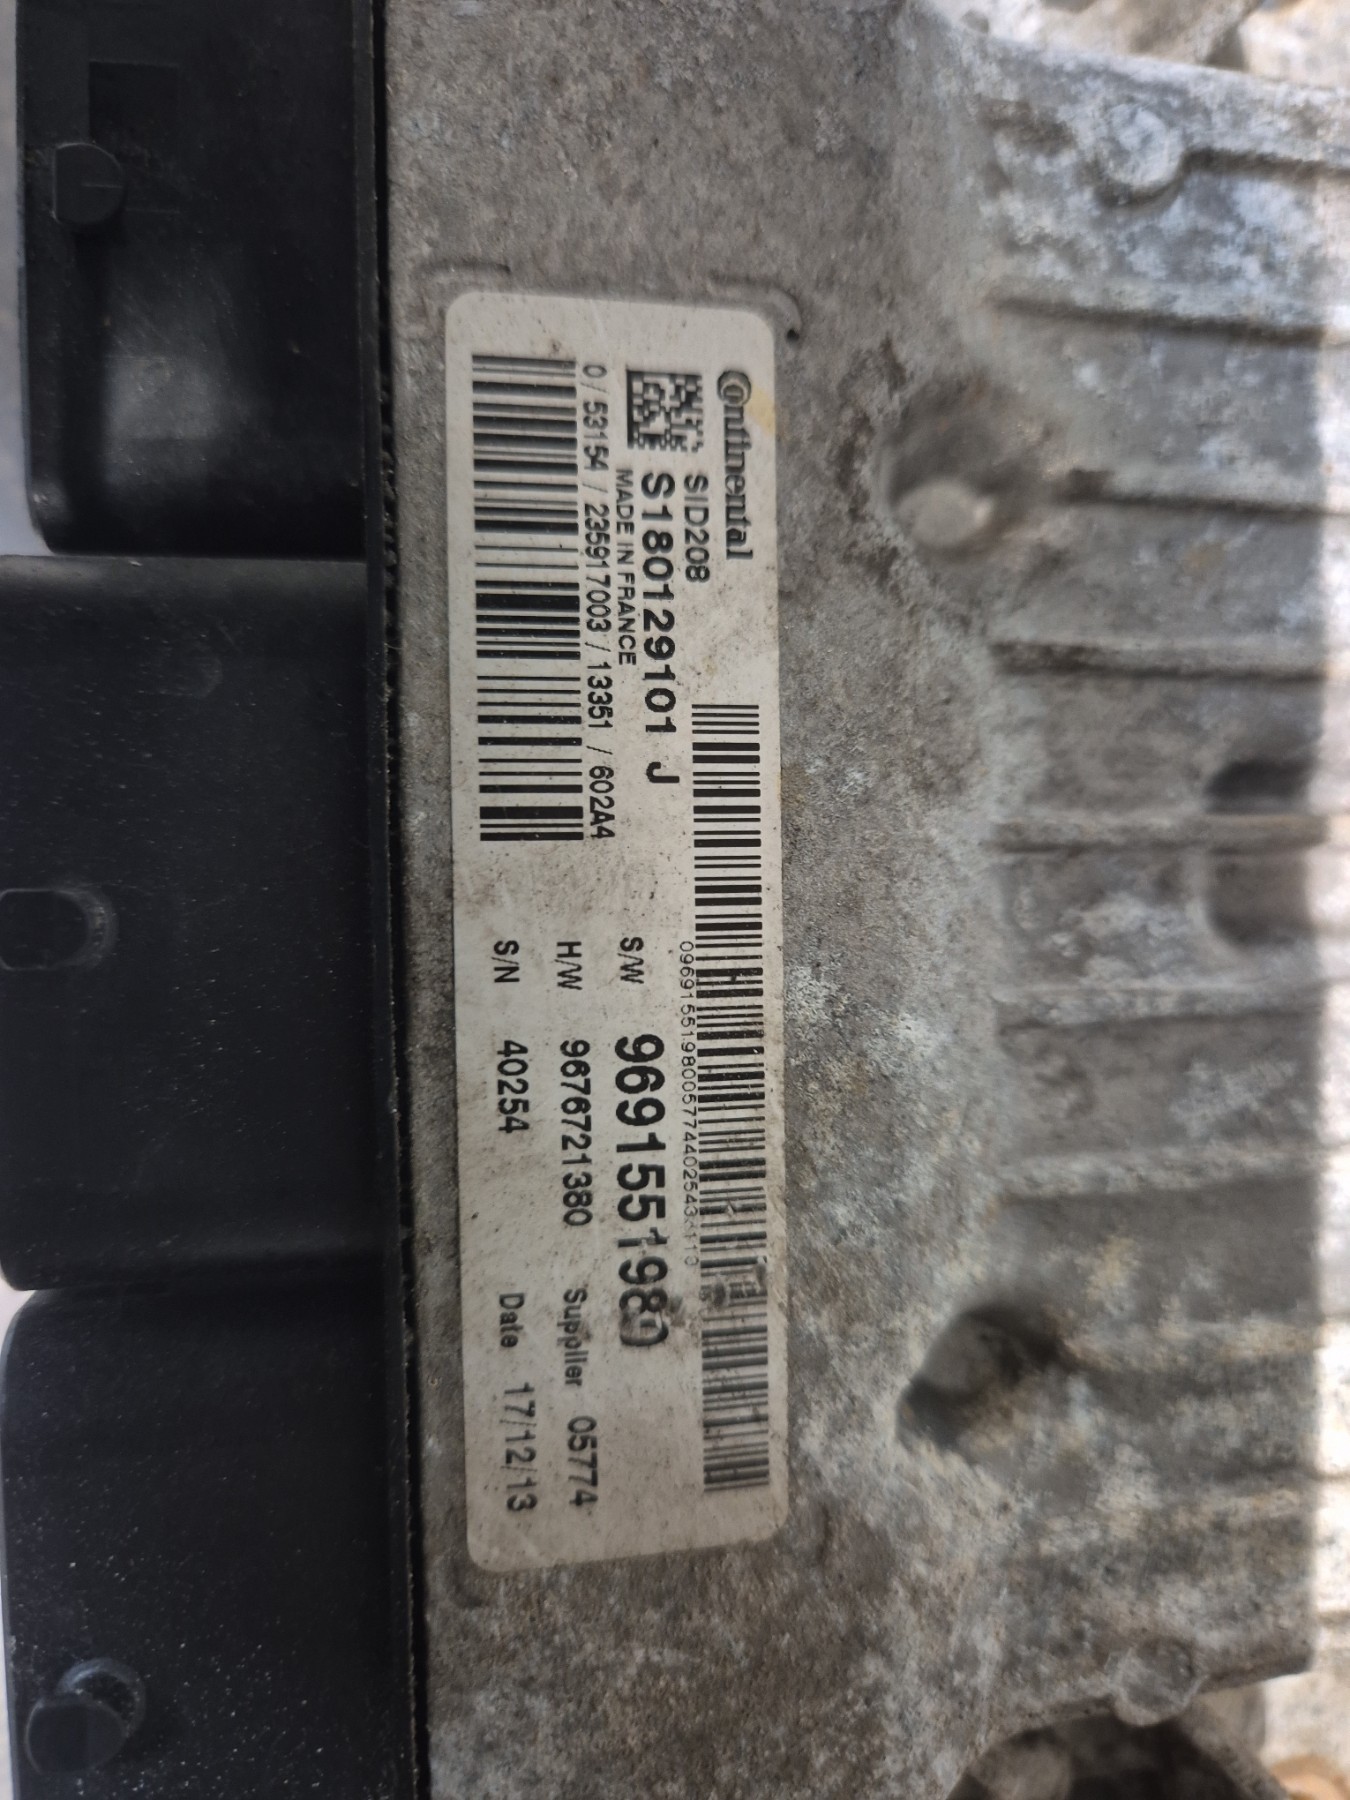 Continental
SID208
S180129101 J
MADE IN FRANCE
0 / 53154 / 235917003 / 13351 / 602A4
S/W 9691551980
H/W 9676721380 Supplier 05774
S/N 40254 Date 17/12/13